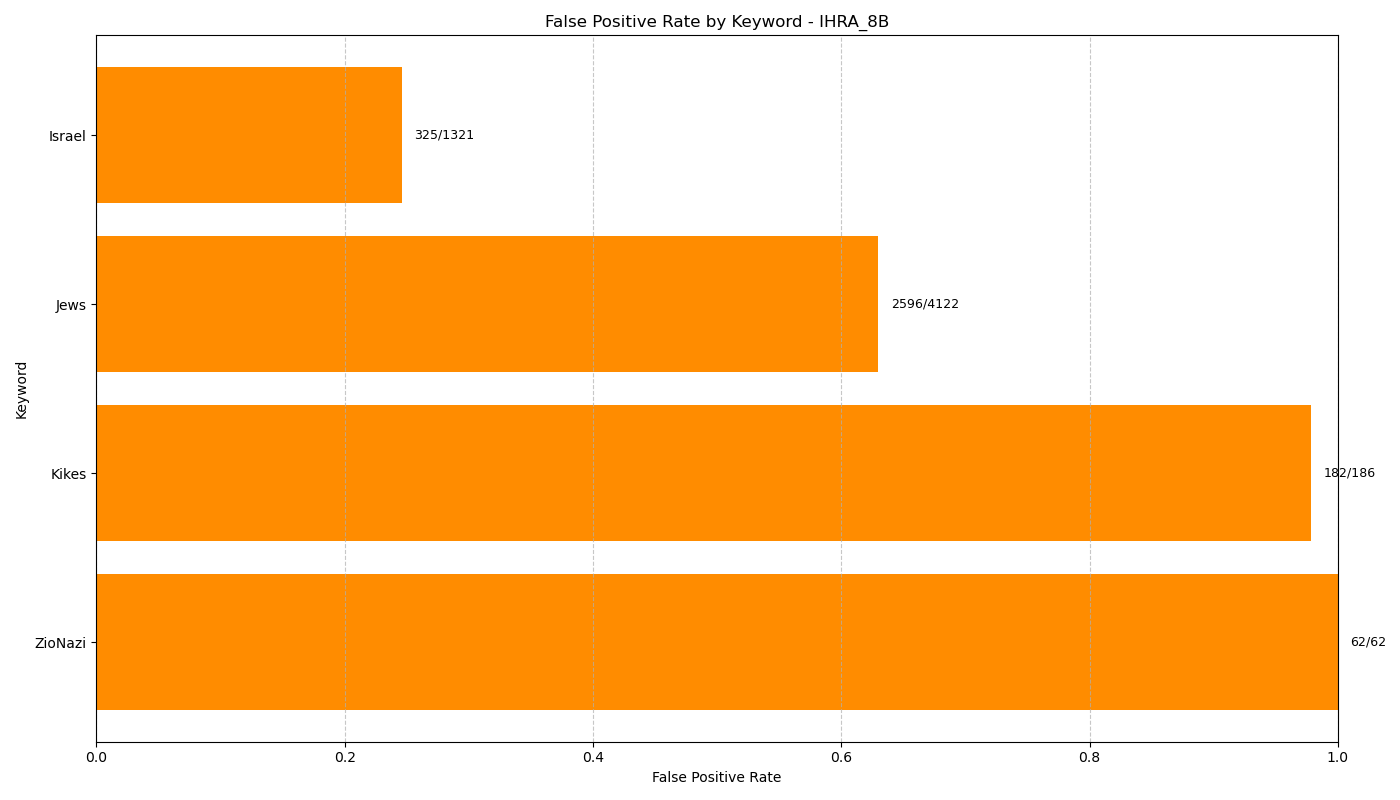 False Positive Rate by Keyword - IHRA_8B
Israel
325/1321
Jews
2596/4122
Kikes
182/186
ZioNazi
62/62
Keyword
0.0 0.2 0.4 0.6 0.8 1.0
False Positive Rate